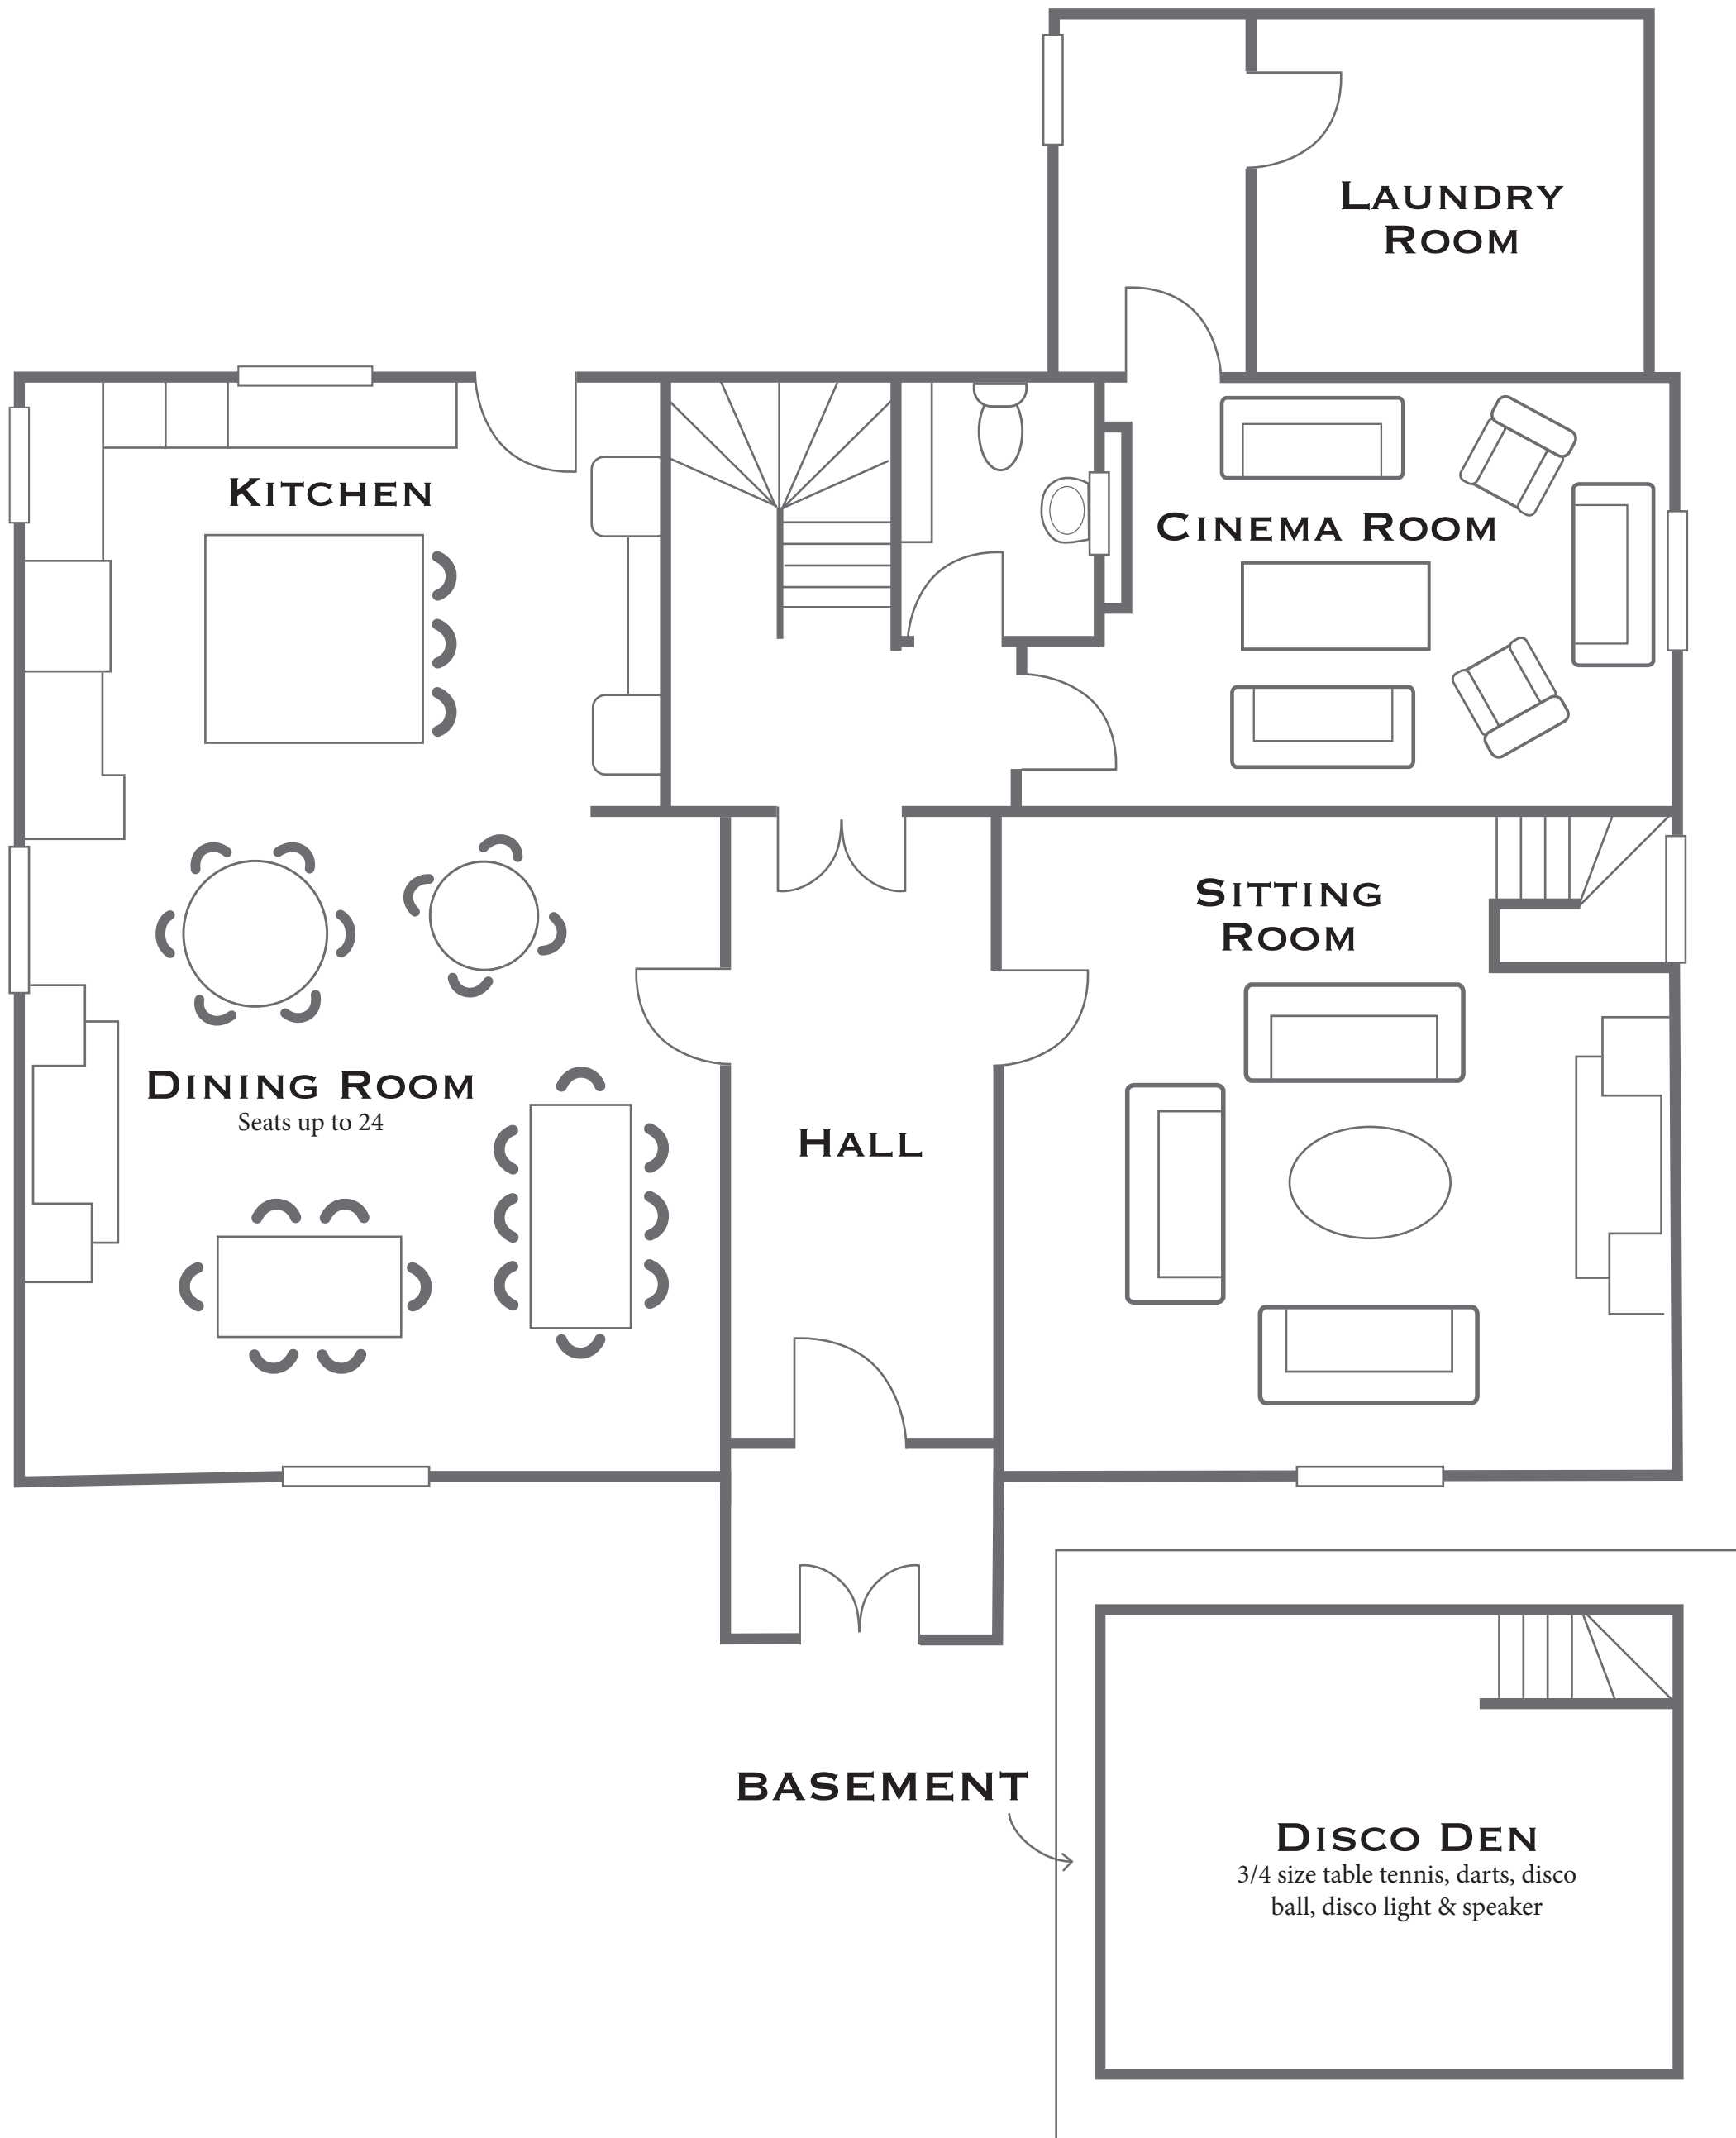 LAUNDRY
ROOM
KITCHEN
CINEMA ROOM
SITTING
ROOM
DINING ROOM
Seats up to 24
HALL
BASEMENT
DISCO DEN
3/4 size table tennis, darts, disco
ball, disco light & speaker